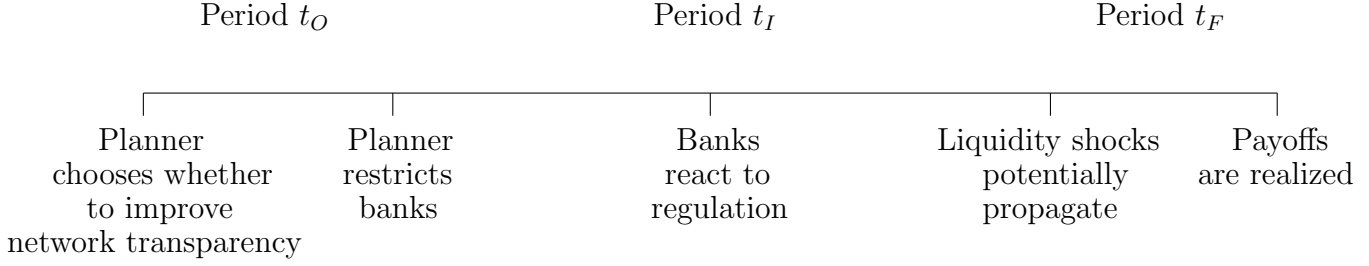 Period t_O
Period t_I
Period t_F
Planner
chooses whether
to improve
network transparency
Planner
restricts
banks
Banks
react to
regulation
Liquidity shocks
potentially
propagate
Payoffs
are realized